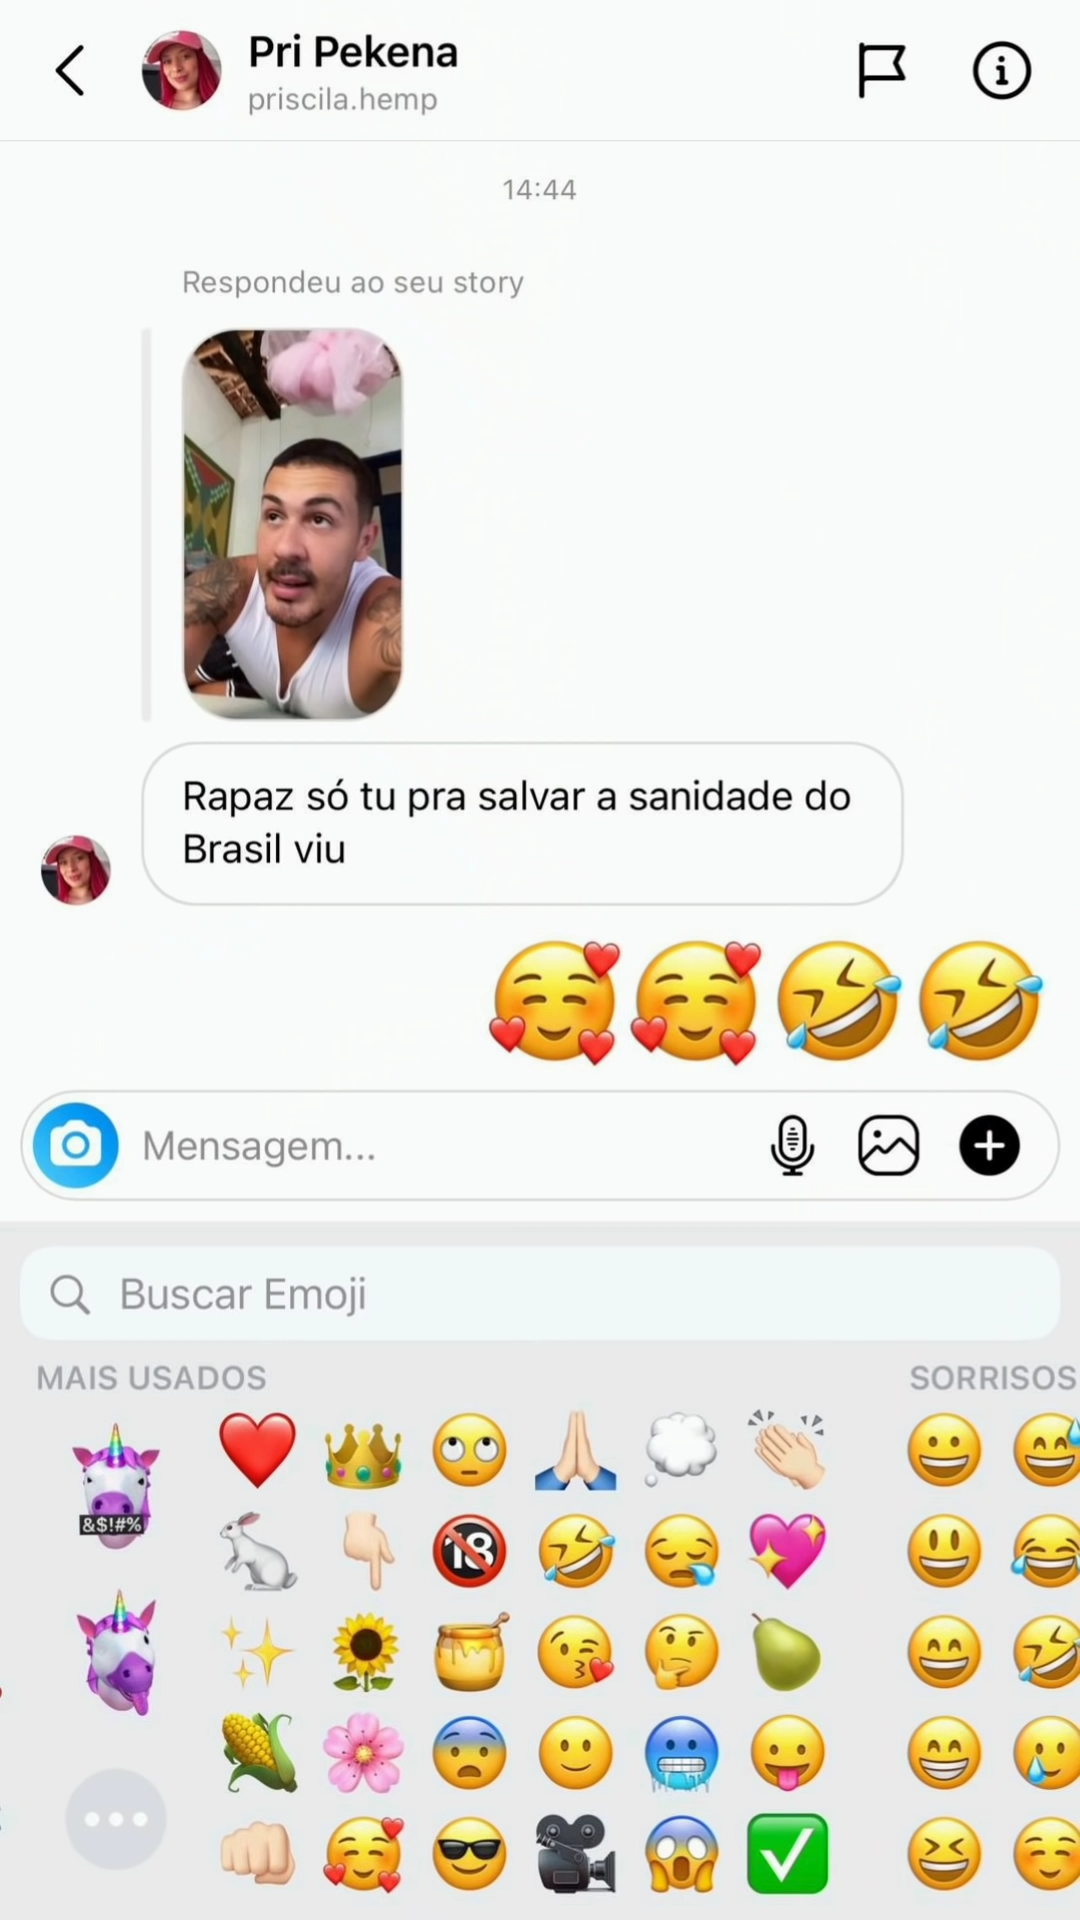 Pri Pekena
priscila.hemp
14:44
Respondeu ao seu story
Rapaz só tu pra salvar a sanidade do
Brasil viu
Mensagem...
Buscar Emoji
MAIS USADOS
SORRISOS
&$!#%
18